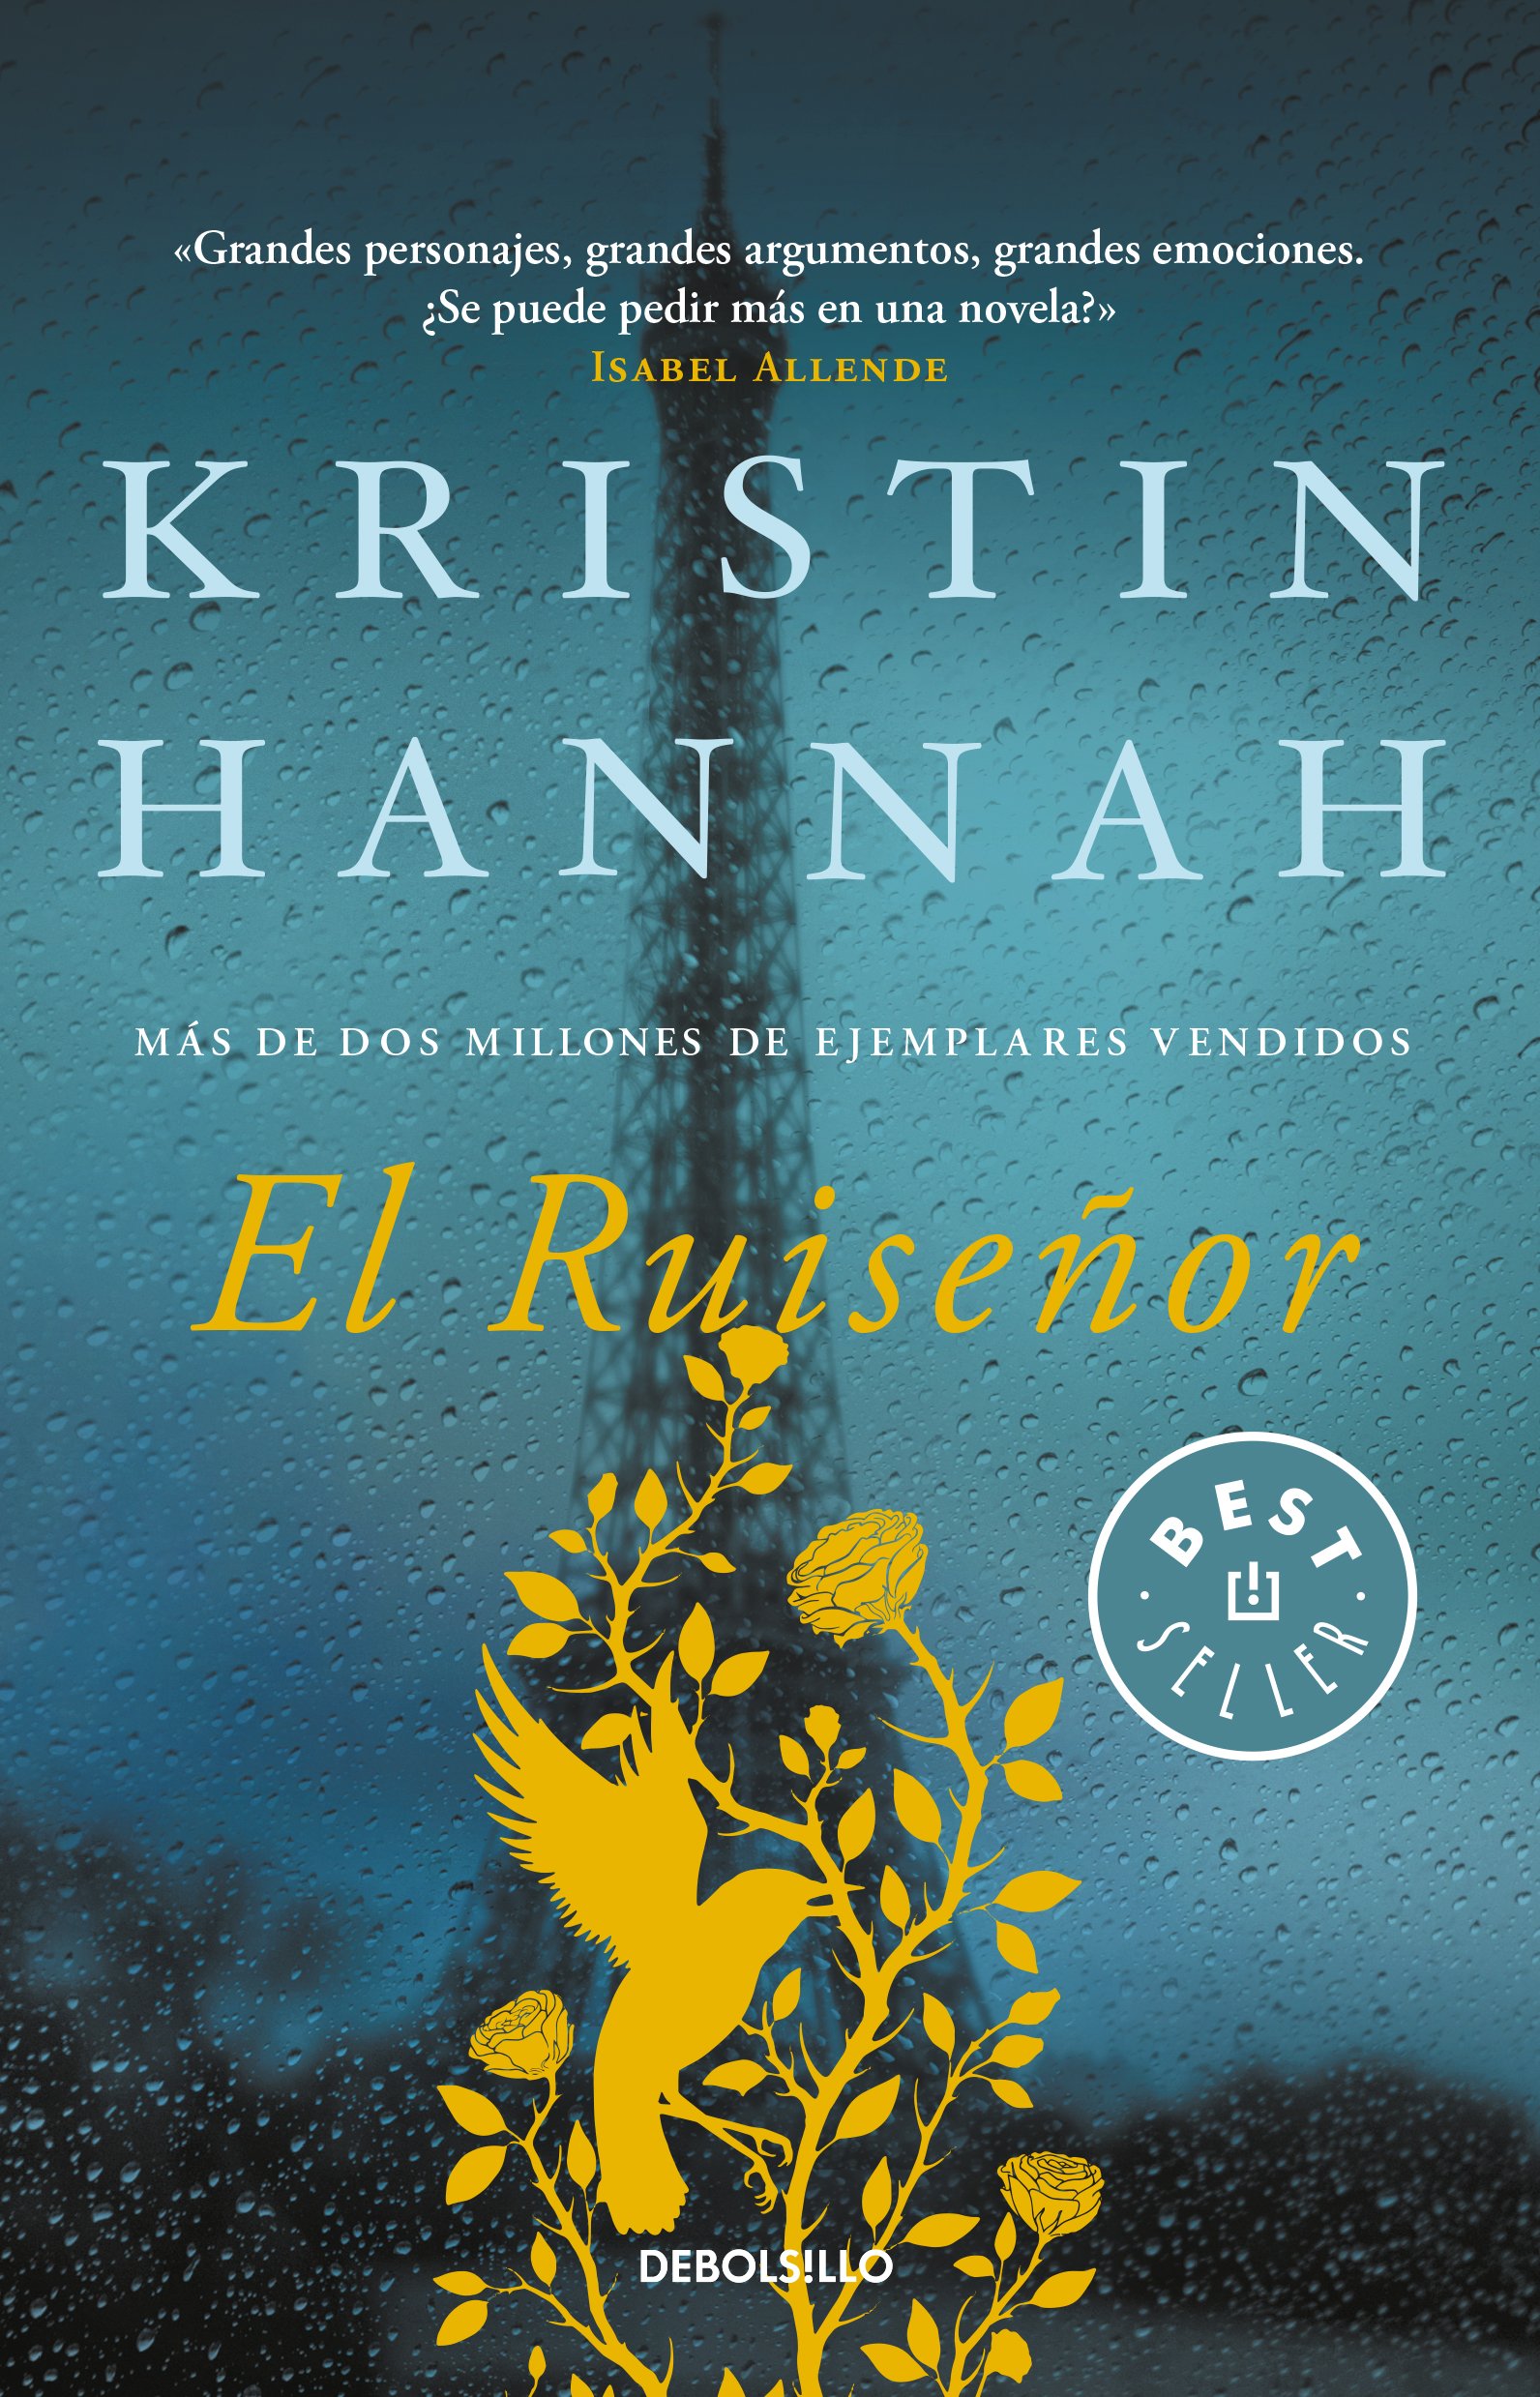 «Grandes personajes, grandes argumentos, grandes emociones.
¿Se puede pedir más en una novela?»
ISABEL ALLENDE
KRISTIN
HANNAH
MÁS DE DOS MILLONES DE EJEMPLARES VENDIDOS
El Ruiseñor
BEST
SELLER
DEBOLS!LLO